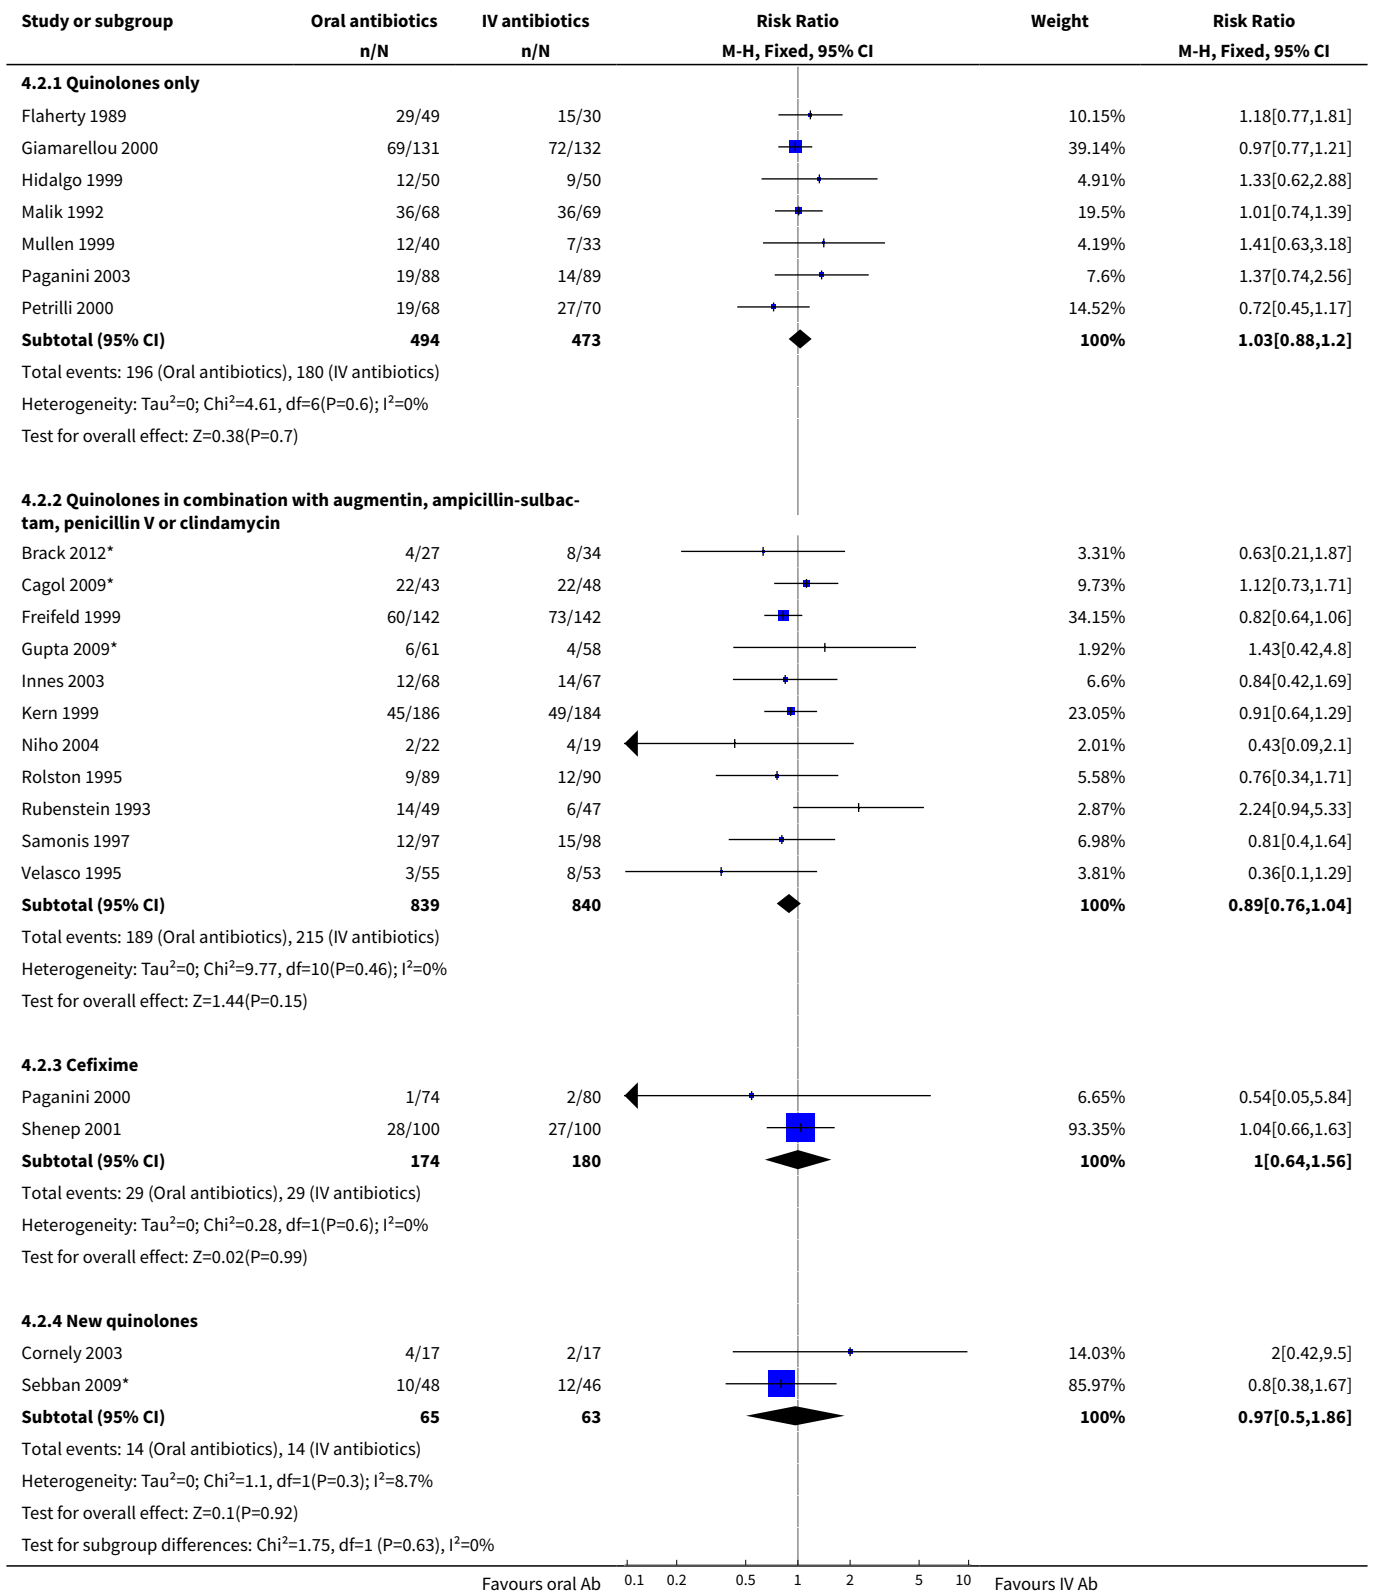 Study or subgroup Oral antibiotics IV antibiotics Risk Ratio Weight Risk Ratio
n/N n/N M-H, Fixed, 95% CI M-H, Fixed, 95% CI
4.2.1 Quinolones only
Flaherty 1989 29/49 15/30 10.15% 1.18[0.77,1.81]
Giamarellou 2000 69/131 72/132 39.14% 0.97[0.77,1.21]
Hidalgo 1999 12/50 9/50 4.91% 1.33[0.62,2.88]
Malik 1992 36/68 36/69 19.5% 1.01[0.74,1.39]
Mullen 1999 12/40 7/33 4.19% 1.41[0.63,3.18]
Paganini 2003 19/88 14/89 7.6% 1.37[0.74,2.56]
Petrilli 2000 19/68 27/70 14.52% 0.72[0.45,1.17]
Subtotal (95% CI) 494 473 100% 1.03[0.88,1.2]
Total events: 196 (Oral antibiotics), 180 (IV antibiotics)
Heterogeneity: Tau²=0; Chi²=4.61, df=6(P=0.6); I²=0%
Test for overall effect: Z=0.38(P=0.7)
4.2.2 Quinolones in combination with augmentin, ampicillin-sulbac-
tam, penicillin V or clindamycin
Brack 2012* 4/27 8/34 3.31% 0.63[0.21,1.87]
Cagol 2009* 22/43 22/48 9.73% 1.12[0.73,1.71]
Freifeld 1999 60/142 73/142 34.15% 0.82[0.64,1.06]
Gupta 2009* 6/61 4/58 1.92% 1.43[0.42,4.8]
Innes 2003 12/68 14/67 6.6% 0.84[0.42,1.69]
Kern 1999 45/186 49/184 23.05% 0.91[0.64,1.29]
Niho 2004 2/22 4/19 2.01% 0.43[0.09,2.1]
Rolston 1995 9/89 12/90 5.58% 0.76[0.34,1.71]
Rubenstein 1993 14/49 6/47 2.87% 2.24[0.94,5.33]
Samonis 1997 12/97 15/98 6.98% 0.81[0.4,1.64]
Velasco 1995 3/55 8/53 3.81% 0.36[0.1,1.29]
Subtotal (95% CI) 839 840 100% 0.89[0.76,1.04]
Total events: 189 (Oral antibiotics), 215 (IV antibiotics)
Heterogeneity: Tau²=0; Chi²=9.77, df=10(P=0.46); I²=0%
Test for overall effect: Z=1.44(P=0.15)
4.2.3 Cefixime
Paganini 2000 1/74 2/80 6.65% 0.54[0.05,5.84]
Shenep 2001 28/100 27/100 93.35% 1.04[0.66,1.63]
Subtotal (95% CI) 174 180 100% 1[0.64,1.56]
Total events: 29 (Oral antibiotics), 29 (IV antibiotics)
Heterogeneity: Tau²=0; Chi²=0.28, df=1(P=0.6); I²=0%
Test for overall effect: Z=0.02(P=0.99)
4.2.4 New quinolones
Cornely 2003 4/17 2/17 14.03% 2[0.42,9.5]
Sebban 2009* 10/48 12/46 85.97% 0.8[0.38,1.67]
Subtotal (95% CI) 65 63 100% 0.97[0.5,1.86]
Total events: 14 (Oral antibiotics), 14 (IV antibiotics)
Heterogeneity: Tau²=0; Chi²=1.1, df=1(P=0.3); I²=8.7%
Test for overall effect: Z=0.1(P=0.92)
Test for subgroup differences: Chi²=1.75, df=1 (P=0.63), I²=0%
Favours oral Ab 0.1 0.2 0.5 1 2 5 10 Favours IV Ab